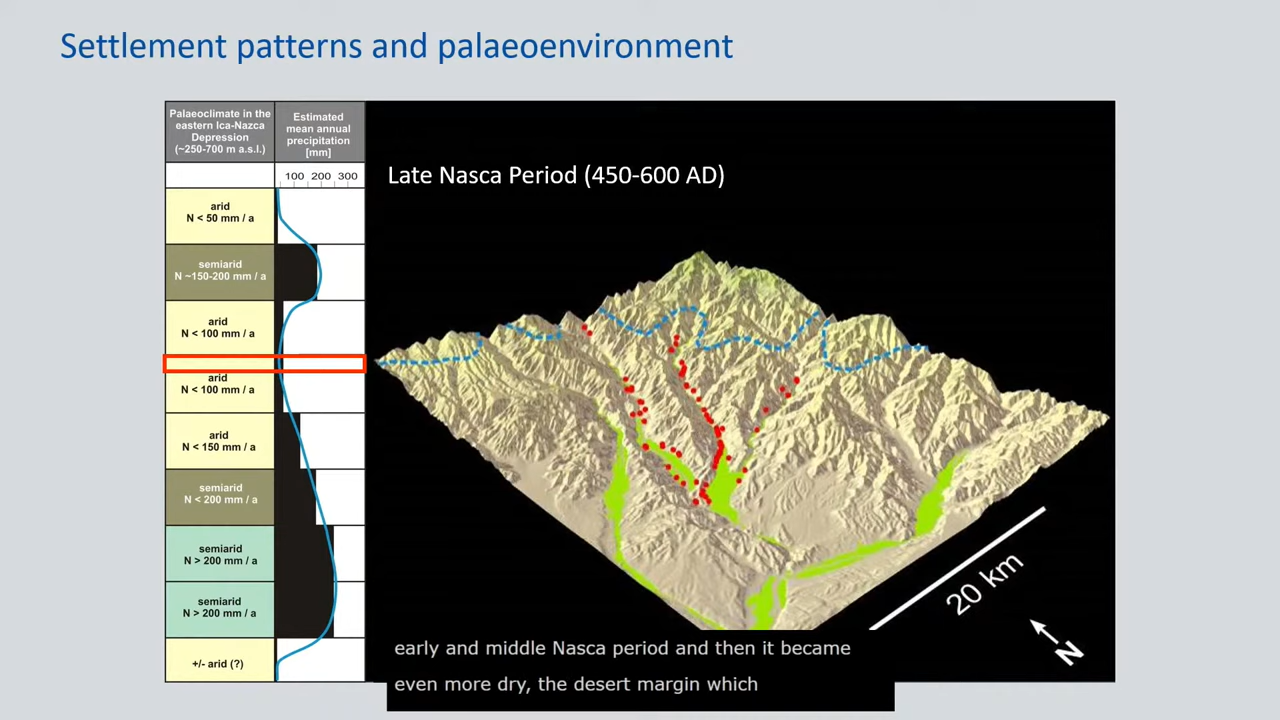 Settlement patterns and palaeoenvironment
Palaeoclimate in the
eastern Ica-Nazca
Depression
(~250-700 m a.s.l.)
Estimated
mean annual
precipitation
[mm]
100 200 300
arid
N < 50 mm / a
semiarid
N ~150-200 mm / a
arid
N < 100 mm / a
arid
N < 100 mm / a
arid
N < 150 mm / a
semiarid
N < 200 mm / a
semiarid
N > 200 mm / a
semiarid
N > 200 mm / a
+/- arid (?)
Late Nasca Period (450-600 AD)
20 km
N
early and middle Nasca period and then it became
even more dry, the desert margin which